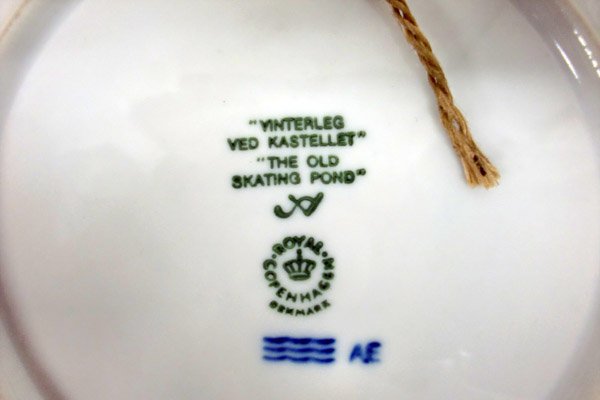 "VINTERLEG
VED KASTELLET"
"THE OLD
SKATING POND"
ROYAL COPENHAGEN
DENMARK
AE